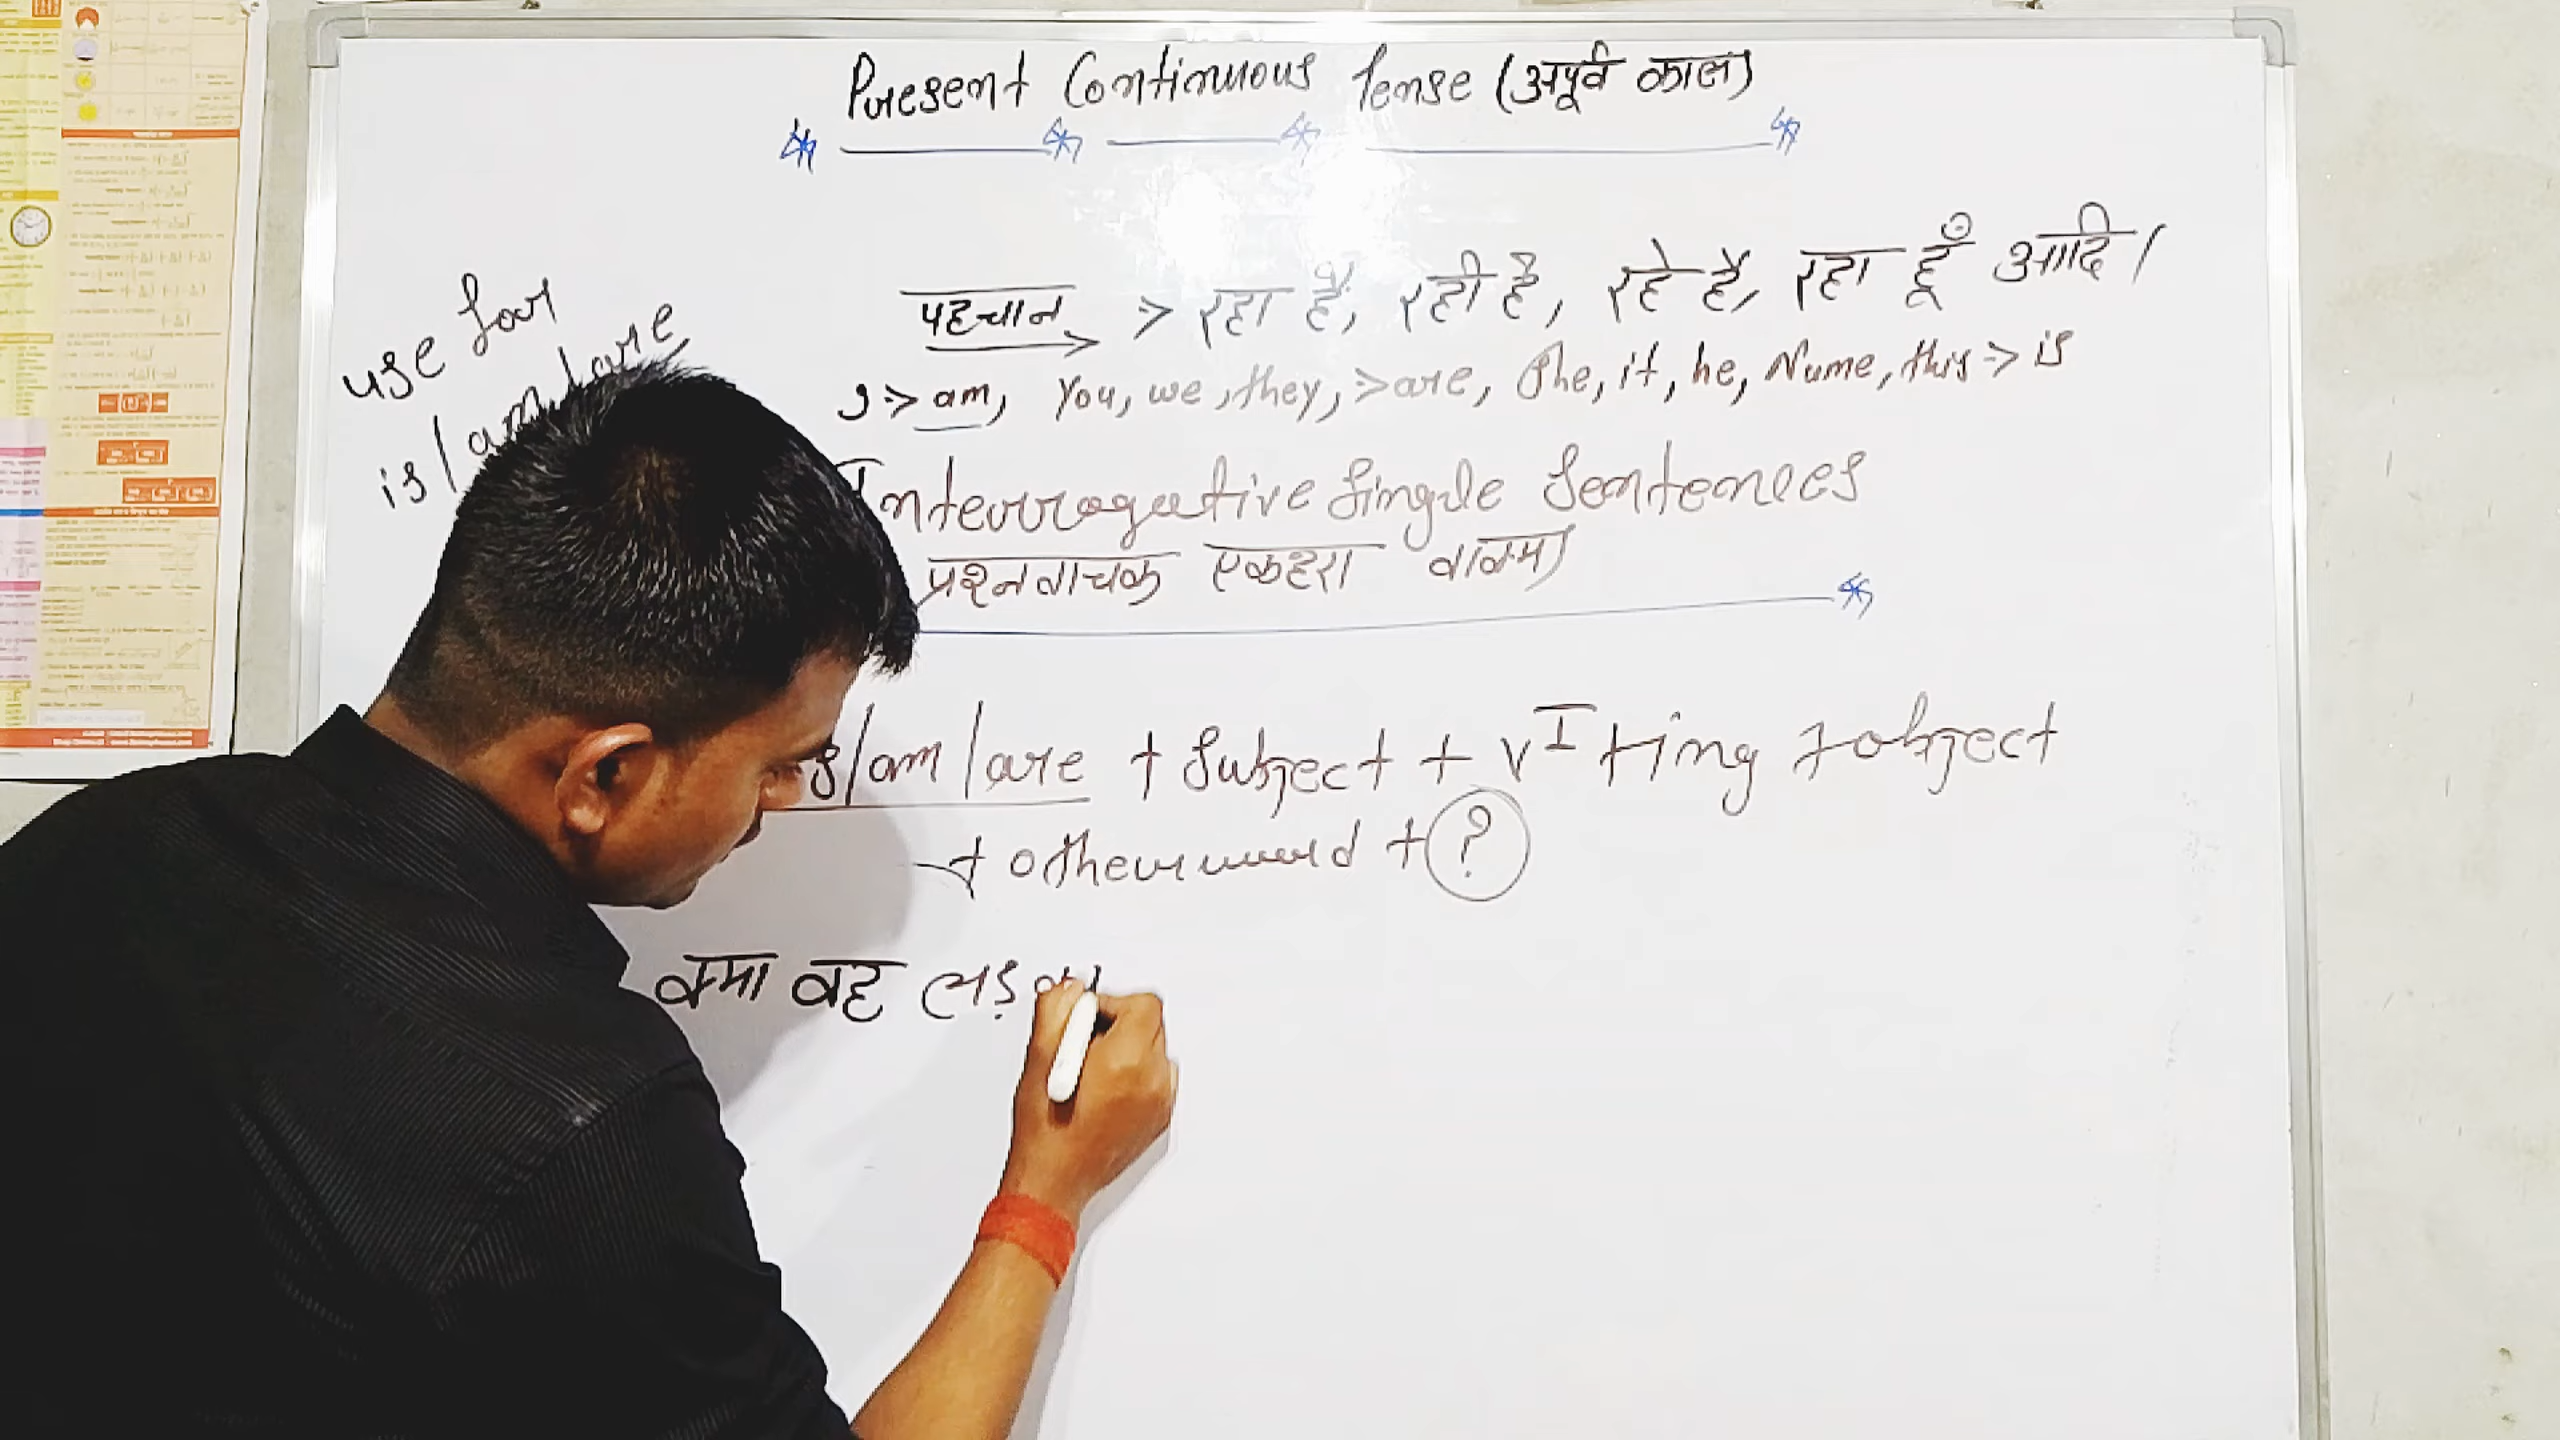 Present Continuous Tense (अपूर्व काल)
use for
is/am/are
पहचान > रहा है, रही है, रहे हैं, रहा हूँ आदि।
I > am, You, we, they, > are, She, it, he, Nume, this > is
Interrogative Single Sentences
प्रश्नवाचक एकहरा वाक्य)
s/am/are + Subject + V I + ing + object
+ other word + ?
क्या वह लड़का